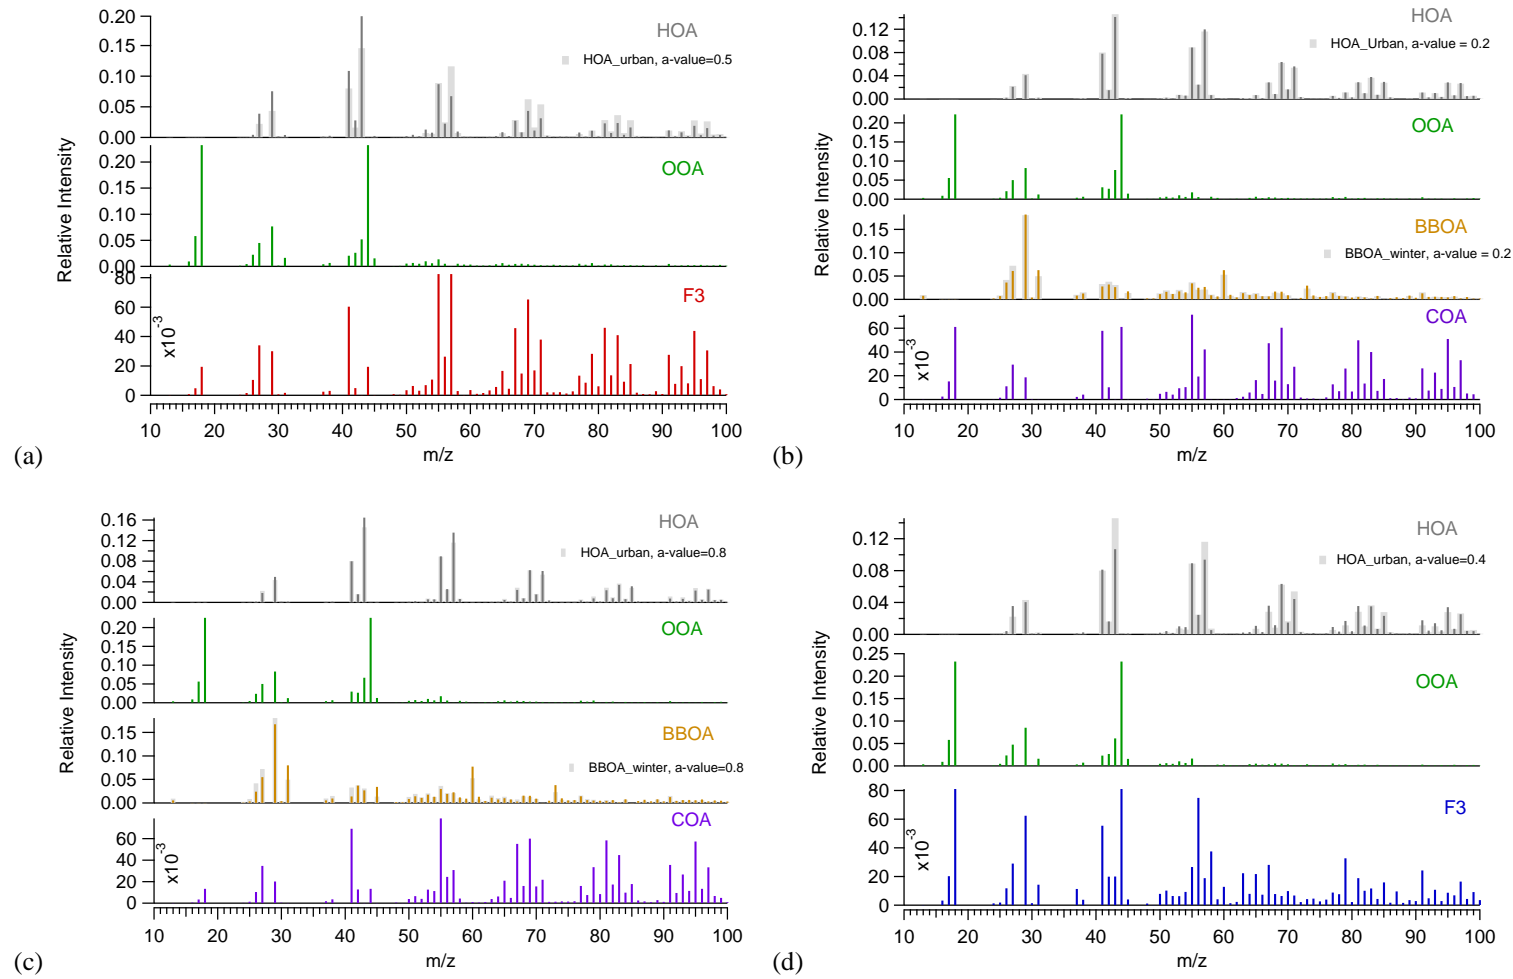 0.20
0.15
0.10
0.05
0.00
HOA
HOA_urban, a-value=0.5
0.20
0.15
0.10
0.05
0.00
OOA
80
60
40
20
0
x10⁻³
F3
Relative Intensity
10 20 30 40 50 60 70 80 90 100
m/z
(a)
0.12
0.08
0.04
0.00
HOA
HOA_Urban, a-value = 0.2
0.20
0.15
0.10
0.05
0.00
OOA
0.15
0.10
0.05
0.00
BBOA
BBOA_winter, a-value = 0.2
60
40
20
0
x10⁻³
COA
Relative Intensity
10 20 30 40 50 60 70 80 90 100
m/z
(b)
0.16
0.12
0.08
0.04
0.00
HOA
HOA_urban, a-value=0.8
0.20
0.15
0.10
0.05
0.00
OOA
0.15
0.10
0.05
0.00
BBOA
BBOA_winter, a-value=0.8
60
40
20
0
x10⁻³
COA
Relative Intensity
10 20 30 40 50 60 70 80 90 100
m/z
(c)
0.12
0.08
0.04
0.00
HOA
HOA_urban, a-value=0.4
0.25
0.20
0.15
0.10
0.05
0.00
OOA
80
60
40
20
0
x10⁻³
F3
Relative Intensity
10 20 30 40 50 60 70 80 90 100
m/z
(d)